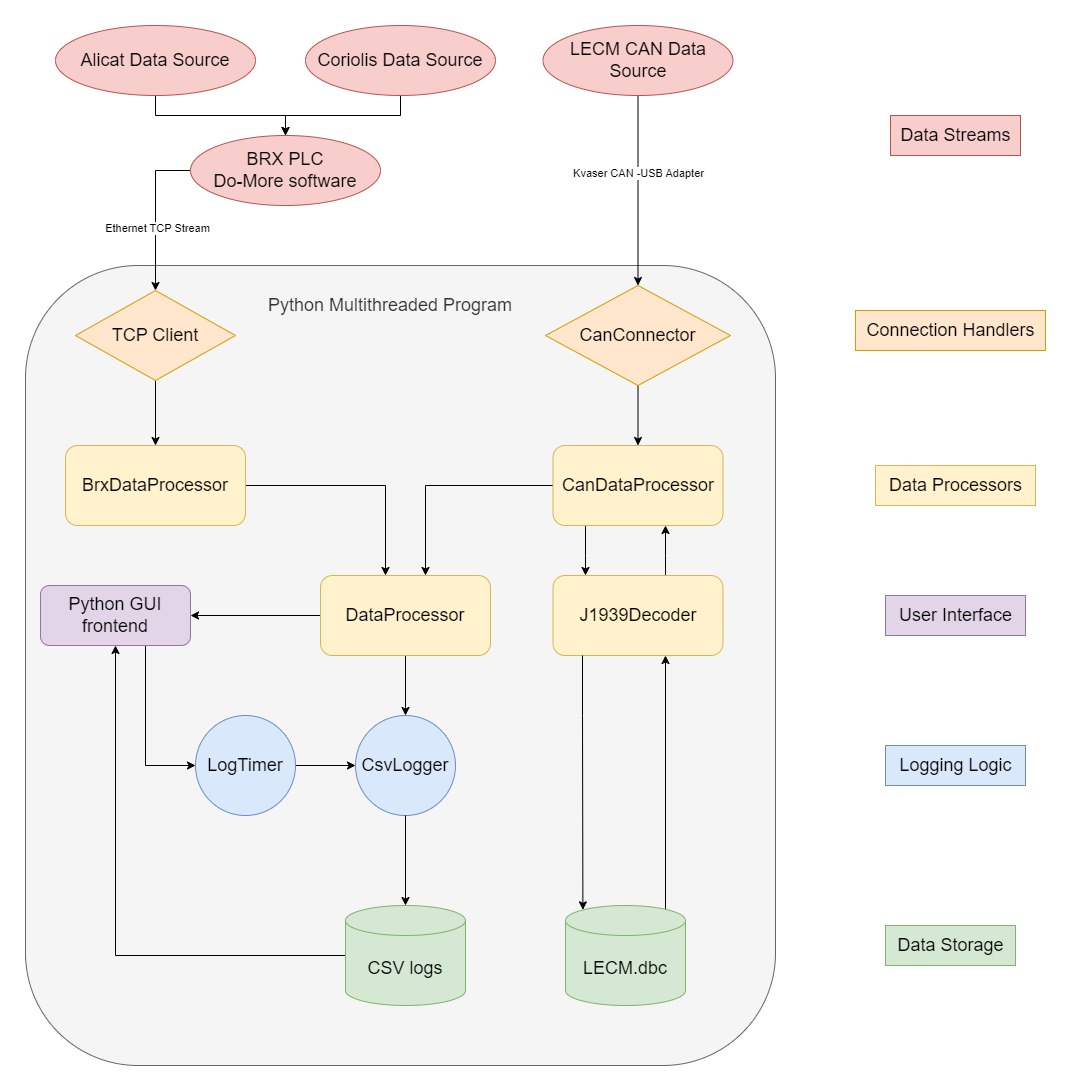 Alicat Data Source
Coriolis Data Source
LECM CAN Data
Source
BRX PLC
Do-More software
Data Streams
Kvaser CAN -USB Adapter
Ethernet TCP Stream
Python Multithreaded Program
TCP Client
CanConnector
Connection Handlers
BrxDataProcessor
CanDataProcessor
Data Processors
Python GUI
frontend
DataProcessor
J1939Decoder
User Interface
LogTimer
CsvLogger
Logging Logic
CSV logs
LECM.dbc
Data Storage